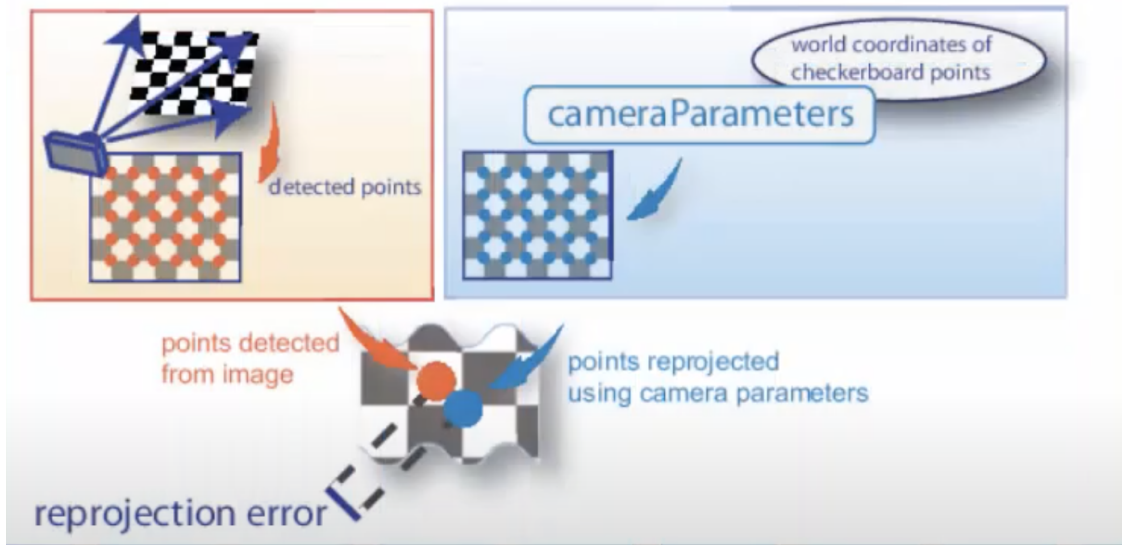 world coordinates of
checkerboard points
cameraParameters
detected points
points detected
from image
points reprojected
using camera parameters
reprojection error